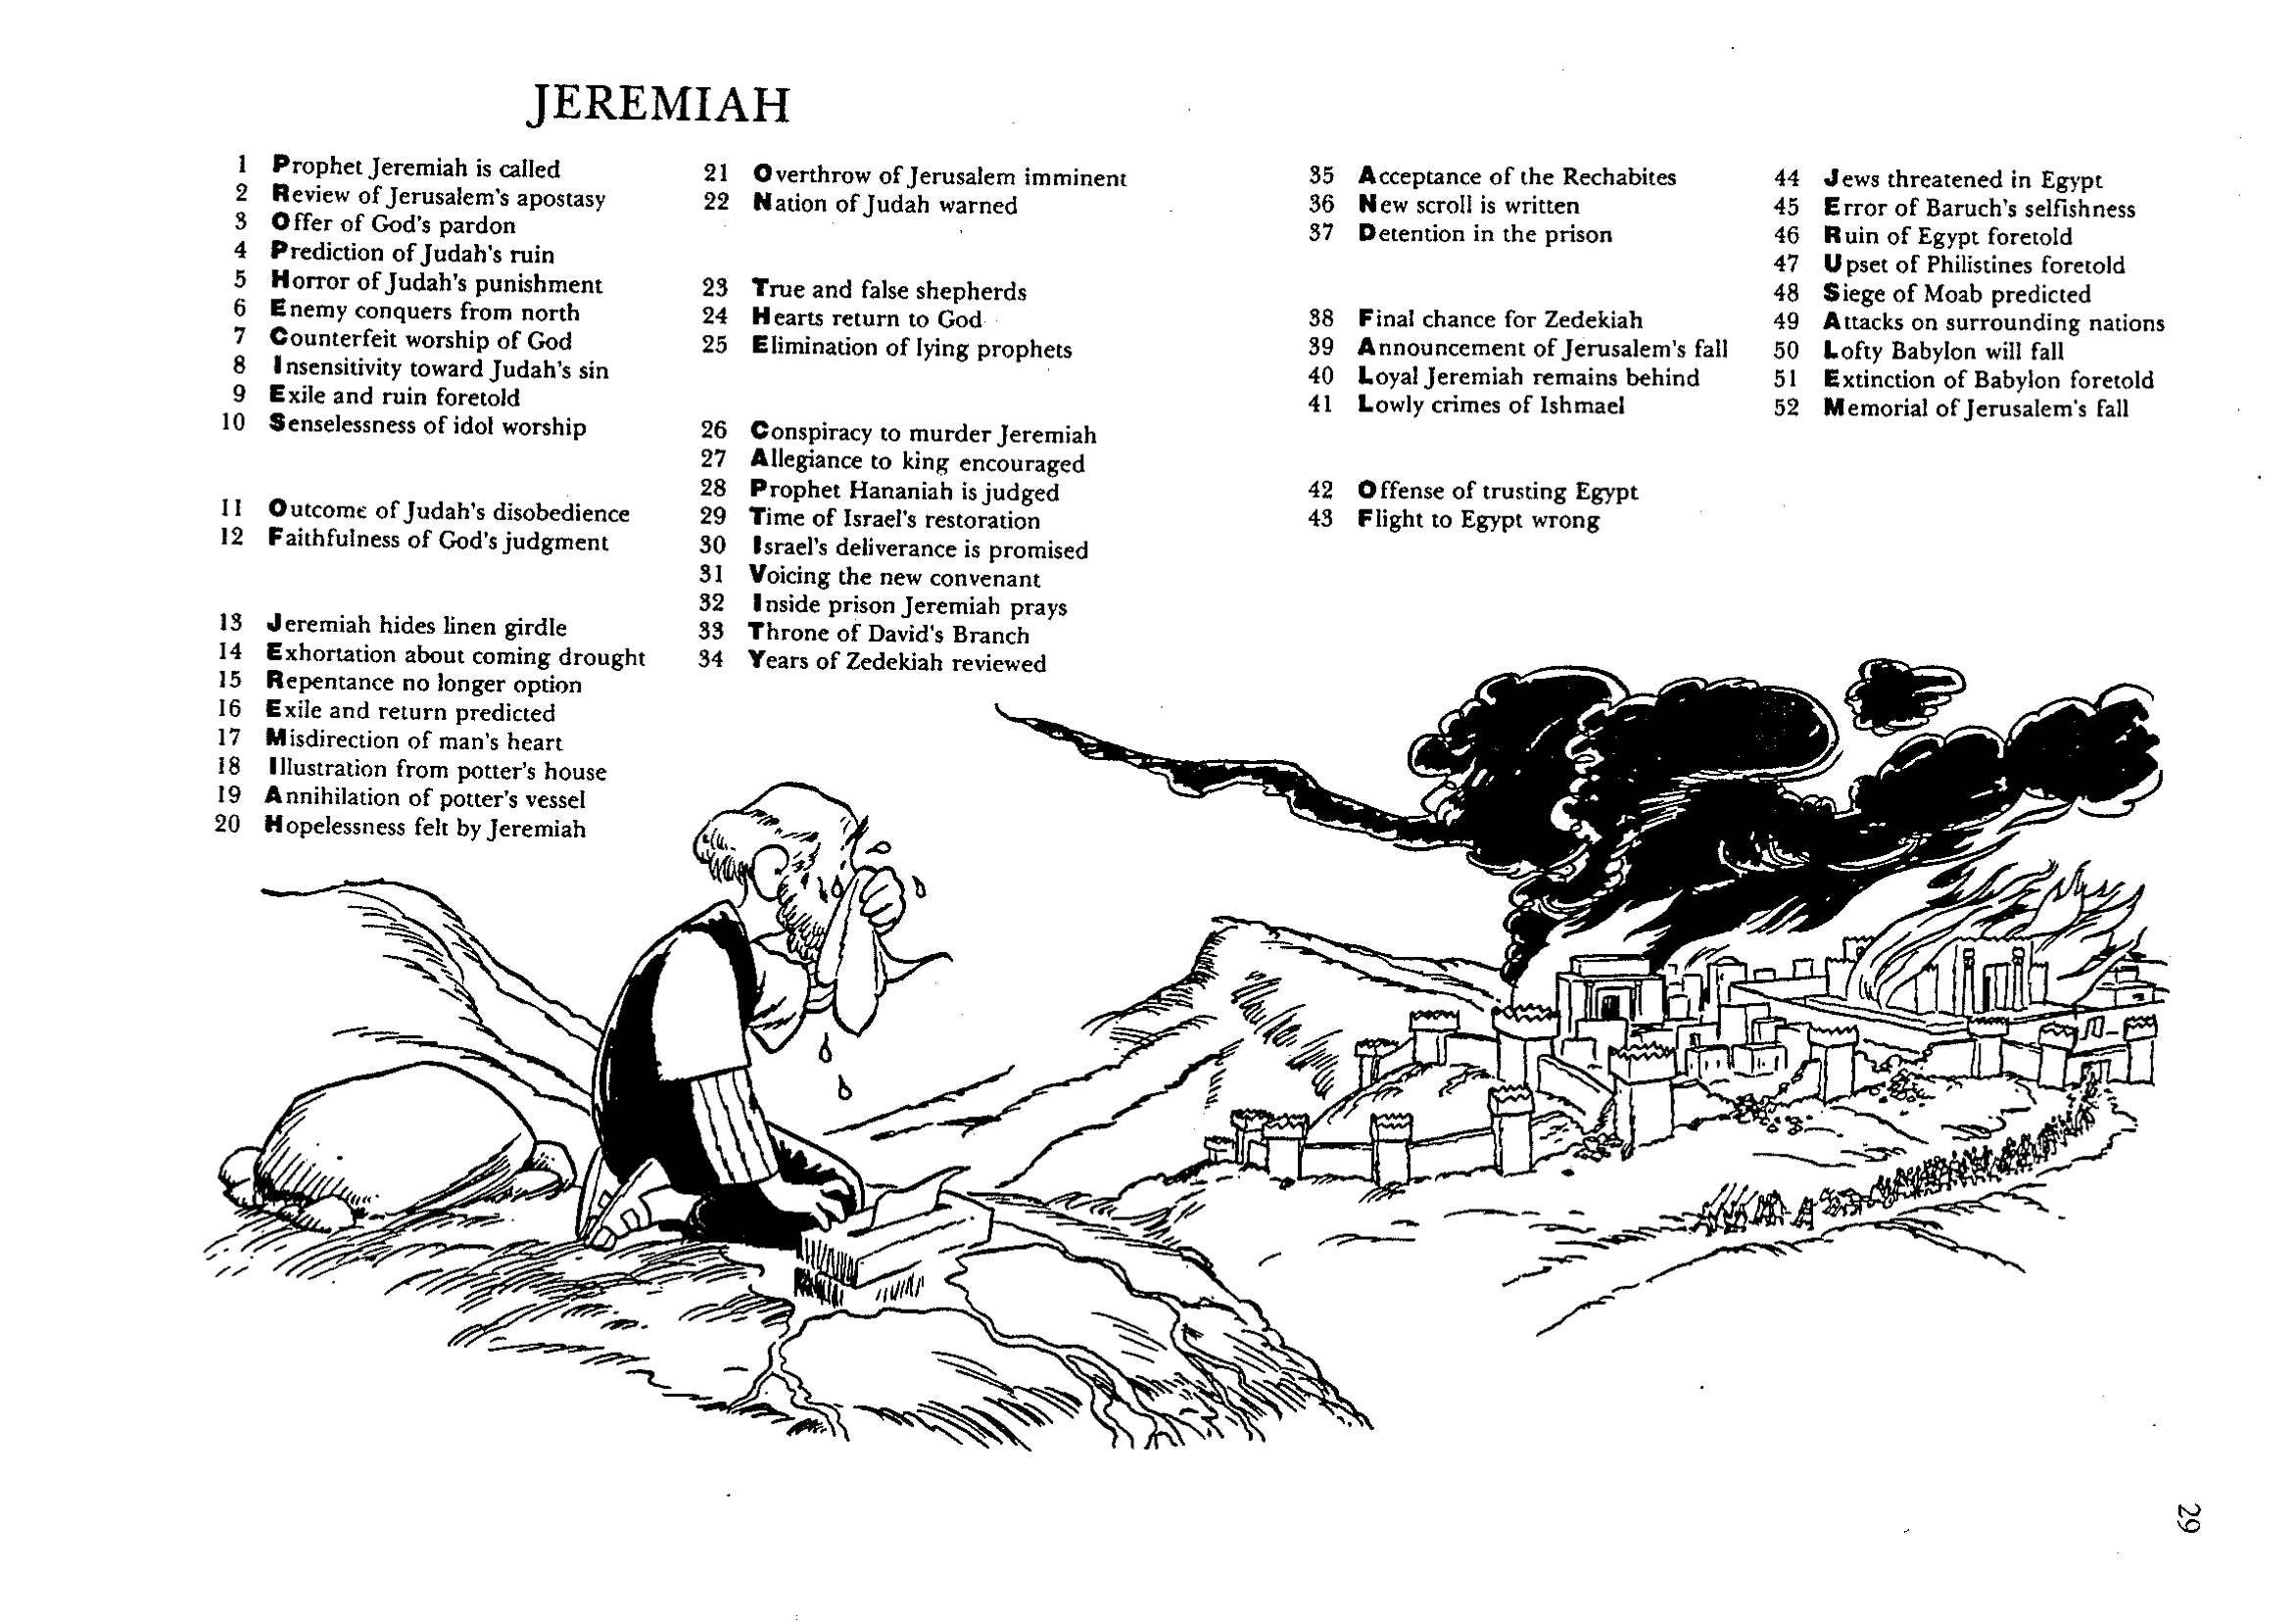 JEREMIAH
1 Prophet Jeremiah is called
2 Review of Jerusalem's apostasy
3 Offer of God's pardon
4 Prediction of Judah's ruin
5 Horror of Judah's punishment
6 Enemy conquers from north
7 Counterfeit worship of God
8 Insensitivity toward Judah's sin
9 Exile and ruin foretold
10 Senselessness of idol worship
11 Outcome of Judah's disobedience
12 Faithfulness of God's judgment
13 Jeremiah hides linen girdle
14 Exhortation about coming drought
15 Repentance no longer option
16 Exile and return predicted
17 Misdirection of man's heart
18 Illustration from potter's house
19 Annihilation of potter's vessel
20 Hopelessness felt by Jeremiah
21 Overthrow of Jerusalem imminent
22 Nation of Judah warned
23 True and false shepherds
24 Hearts return to God
25 Elimination of lying prophets
26 Conspiracy to murder Jeremiah
27 Allegiance to king encouraged
28 Prophet Hananiah is judged
29 Time of Israel's restoration
30 Israel's deliverance is promised
31 Voicing the new convenant
32 Inside prison Jeremiah prays
33 Throne of David's Branch
34 Years of Zedekiah reviewed
35 Acceptance of the Rechabites
36 New scroll is written
37 Detention in the prison
38 Final chance for Zedekiah
39 Announcement of Jerusalem's fall
40 Loyal Jeremiah remains behind
41 Lowly crimes of Ishmael
42 Offense of trusting Egypt
43 Flight to Egypt wrong
44 Jews threatened in Egypt
45 Error of Baruch's selfishness
46 Ruin of Egypt foretold
47 Upset of Philistines foretold
48 Siege of Moab predicted
49 Attacks on surrounding nations
50 Lofty Babylon will fall
51 Extinction of Babylon foretold
52 Memorial of Jerusalem's fall
29